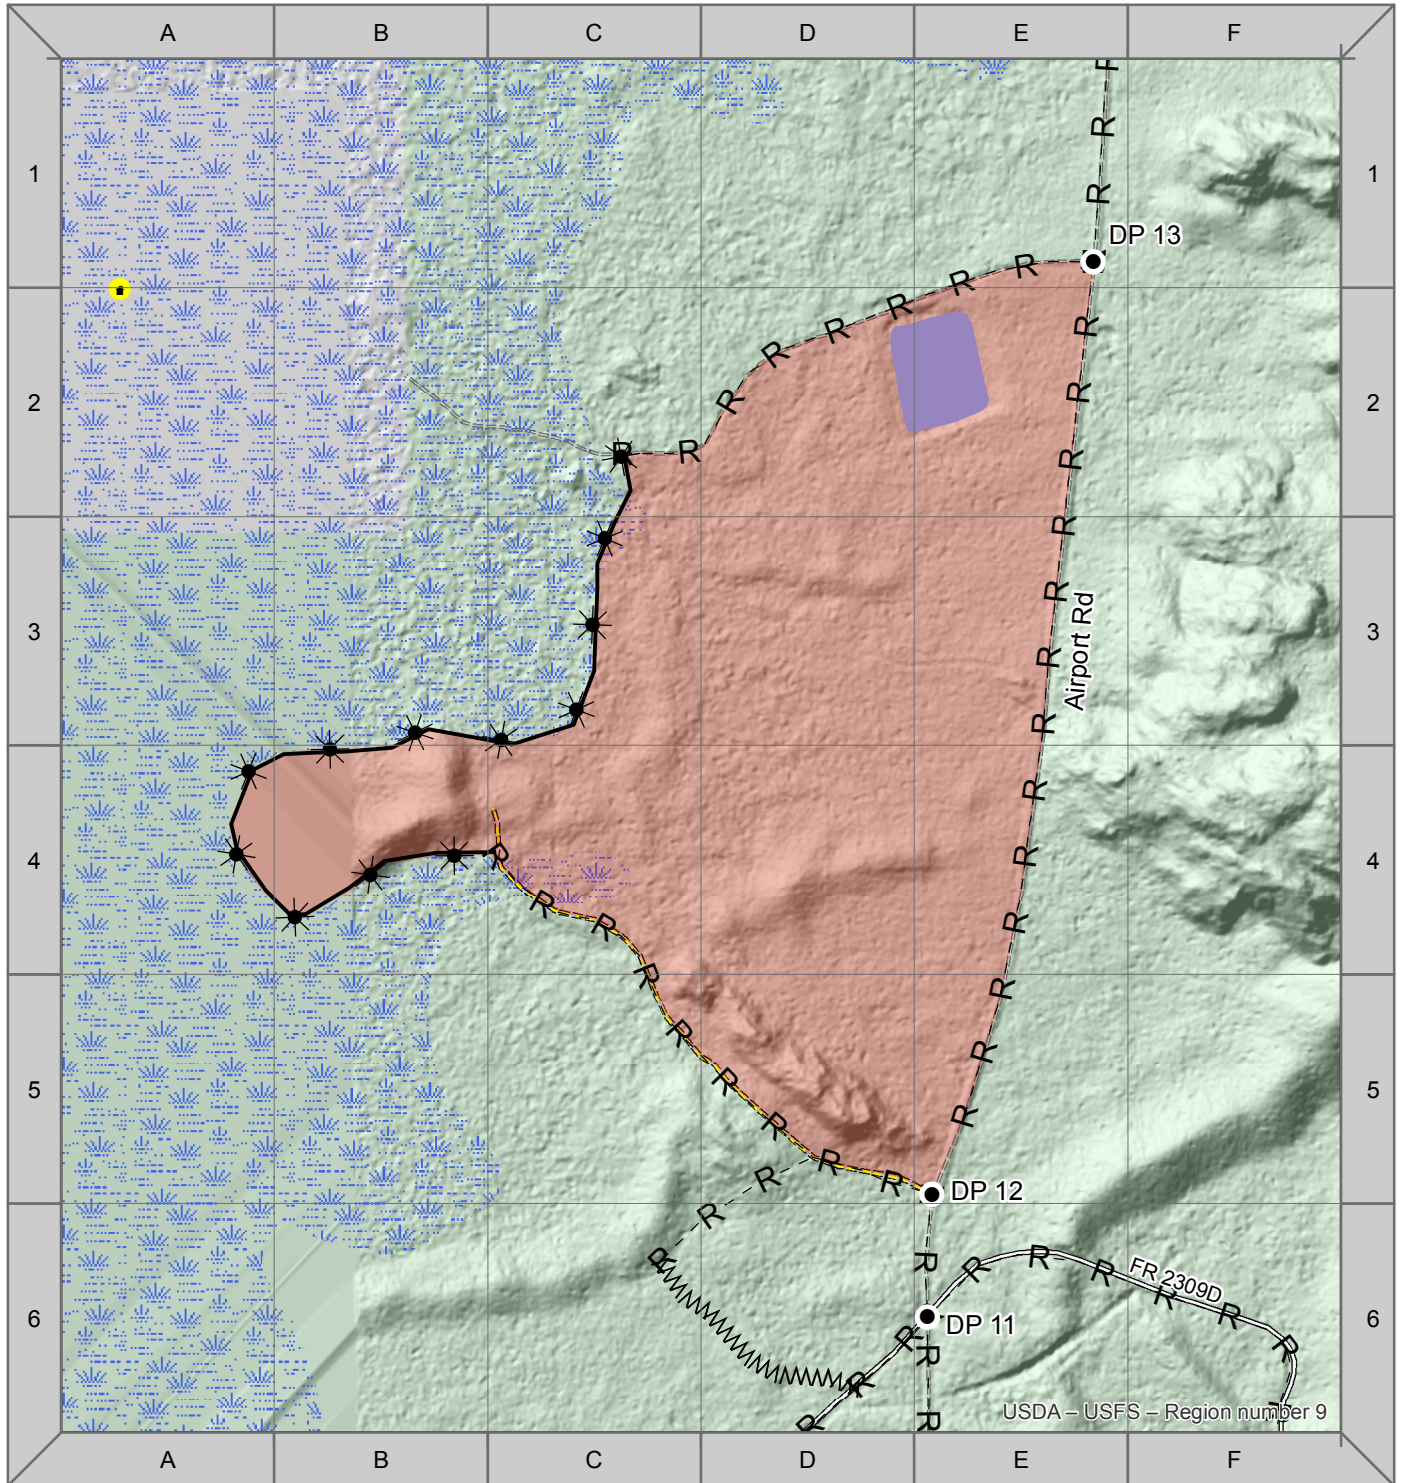 A B C D E F
1 1
DP 13
2 2
3 3
Airport Rd
4 4
5 5
DP 12
FR 2309D
6 6
DP 11
USDA – USFS – Region number 9
A B C D E F
R R R R R R R R R R R R R R R R R R R R R R R R R R R R R R R R R R R R R R R R R R R R R R R R